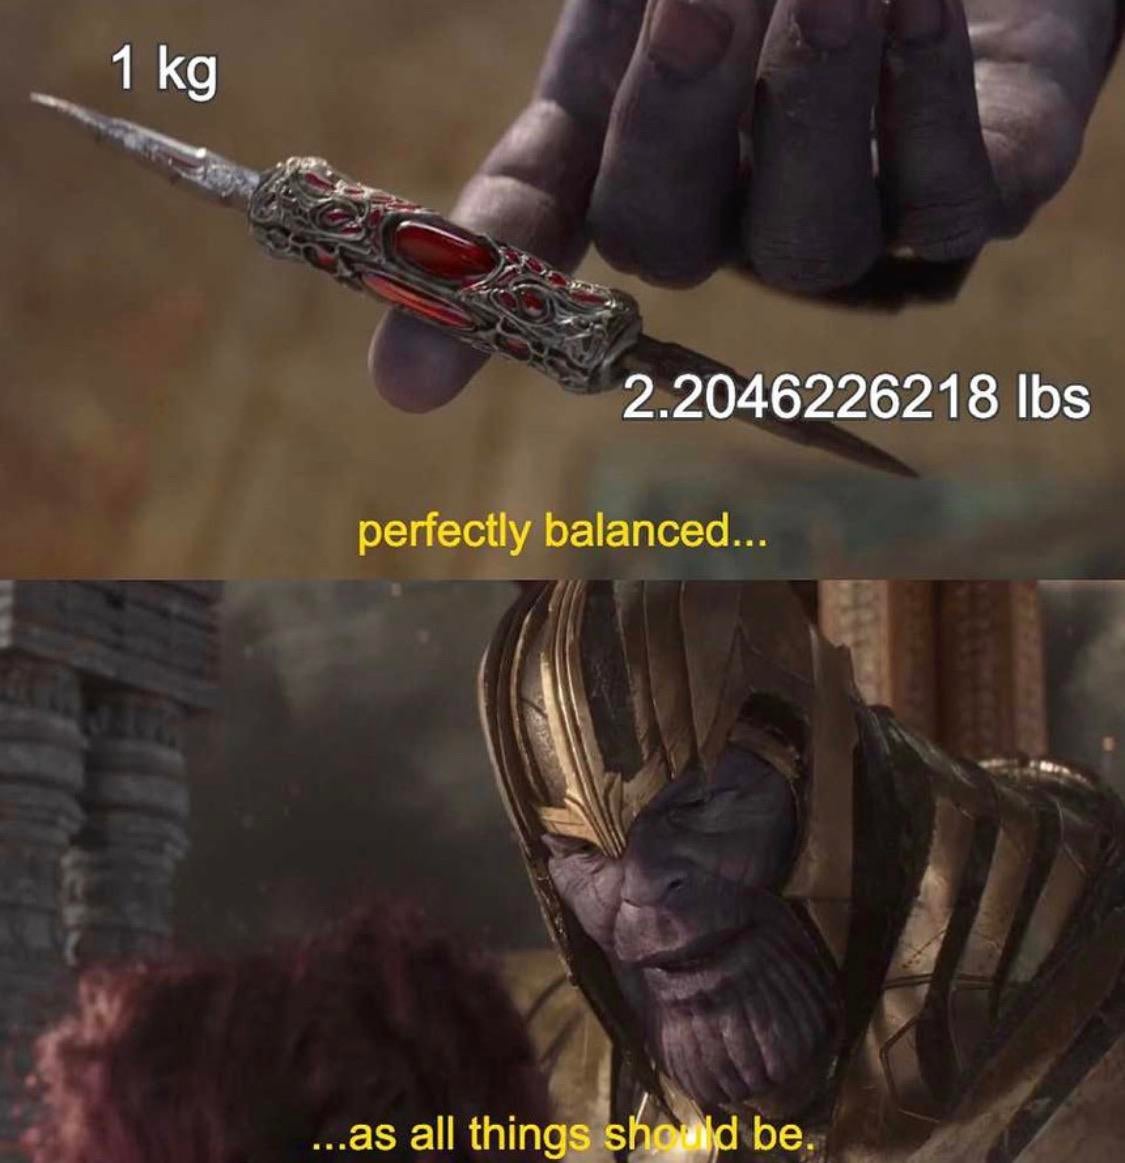 1 kg
2.2046226218 lbs
perfectly balanced...
...as all things should be.